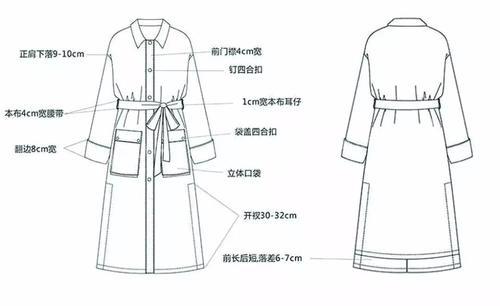 正肩下落9-10cm
前门襟4cm宽
钉四合扣
本布4cm宽腰带
1cm宽本布耳仔
袋盖四合扣
翻边8cm宽
立体口袋
开衩30-32cm
前长后短,落差6-7cm